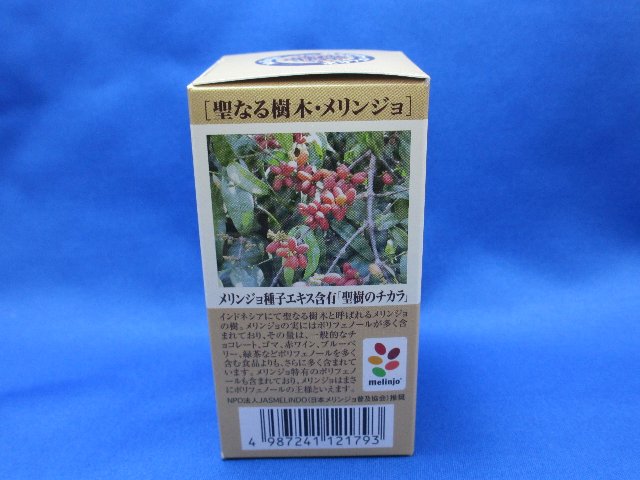 [聖なる樹木・メリンジョ]
メリンジョ種子エキス含有「聖樹のチカラ」
インドネシアにて聖なる樹木と呼ばれるメリンジョ
の樹。メリンジョの実にはポリフェノールが多く含
まれており、その量は、一般的なチ
ョコレート、ゴマ、赤ワイン、ブルーベ
リー、緑茶などポリフェノールを多く
含む食品よりも、さらに多く含まれて
います。メリンジョ特有のポリフェノ
ールも含まれており、メリンジョはまさ
にポリフェノールの王様といえます。
melinjo
NPO法人JASMELINDO(日本メリンジョ普及協会)推奨
4 987241 121793